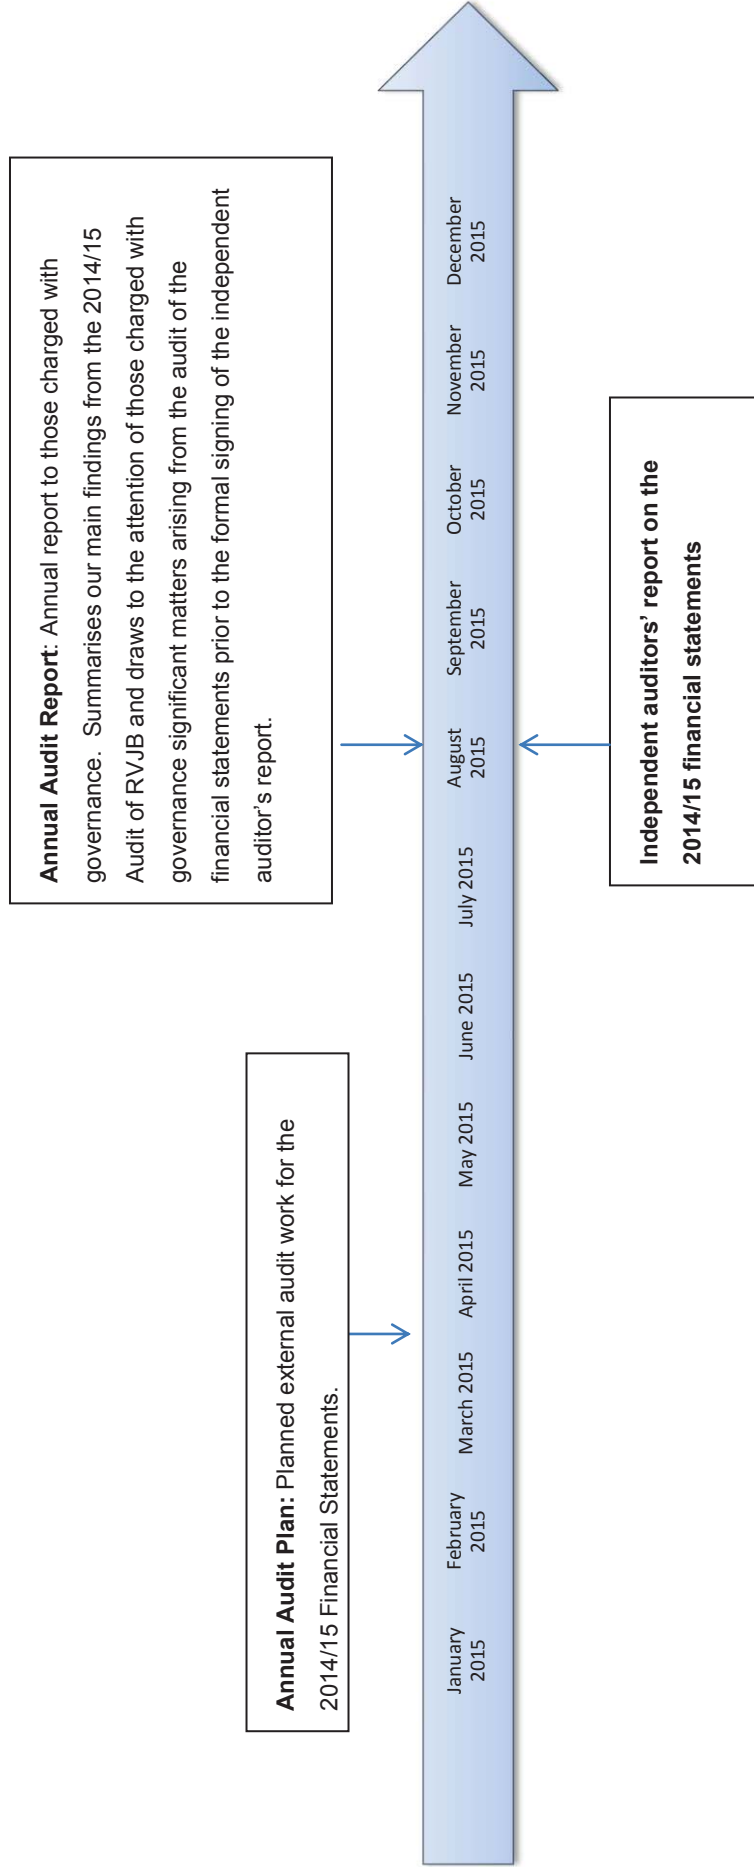 Annual Audit Report: Annual report to those charged with
governance. Summarises our main findings from the 2014/15
Audit of RVJB and draws to the attention of those charged with
governance significant matters arising from the audit of the
financial statements prior to the formal signing of the independent
auditor's report.
Annual Audit Plan: Planned external audit work for the
2014/15 Financial Statements.
January
2015
February
2015
March 2015
April 2015
May 2015
June 2015
July 2015
August
2015
September
2015
October
2015
November
2015
December
2015
Independent auditors' report on the
2014/15 financial statements